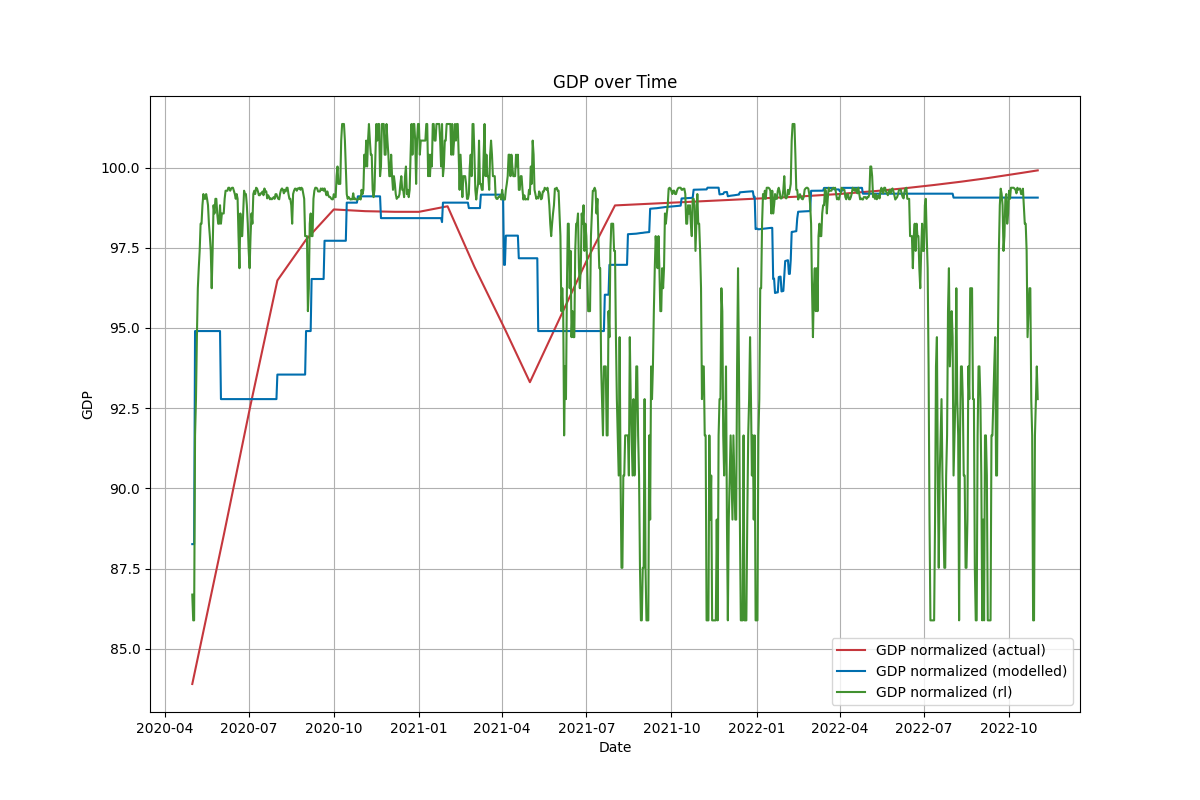 GDP over Time
GDP
100.0
97.5
95.0
92.5
90.0
87.5
85.0
GDP normalized (actual)
GDP normalized (modelled)
GDP normalized (rl)
2020-04 2020-07 2020-10 2021-01 2021-04 2021-07 2021-10 2022-01 2022-04 2022-07 2022-10
Date